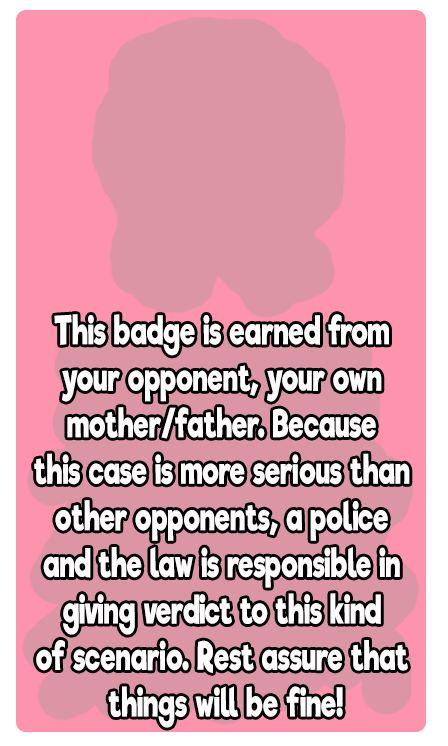 This badge is earned from
your opponent, your own
mother/father. Because
this case is more serious than
other opponents, a police
and the law is responsible in
giving verdict to this kind
of scenario. Rest assure that
things will be fine!